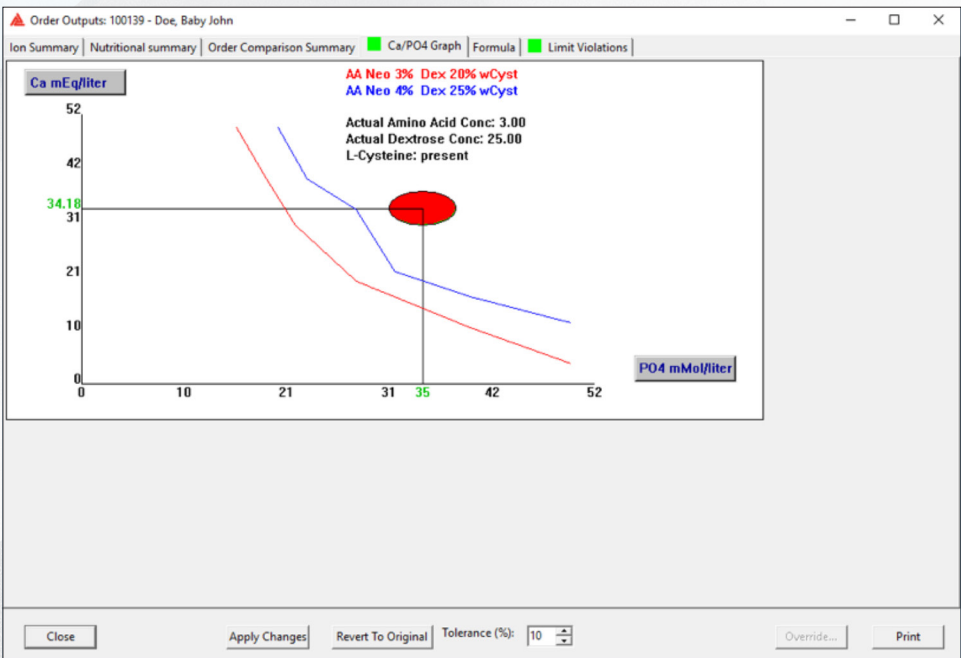 Order Outputs: 100139 - Doe, Baby John
Ion Summary Nutritional summary Order Comparison Summary Ca/PO4 Graph Formula Limit Violations
Ca mEq/liter
AA Neo 3% Dex 20% wCyst
AA Neo 4% Dex 25% wCyst
Actual Amino Acid Conc: 3.00
Actual Dextrose Conc: 25.00
L-Cysteine: present
52
42
34.18
31
21
10
0
PO4 mMol/liter
0 10 21 31 35 42 52
Close Apply Changes Revert To Original Tolerance (%): 10 Override... Print